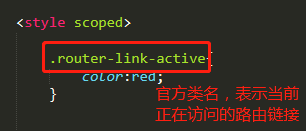 <style scoped>
.router-link-active{
color:red;
}
官方类名，表示当前
正在访问的路由链接